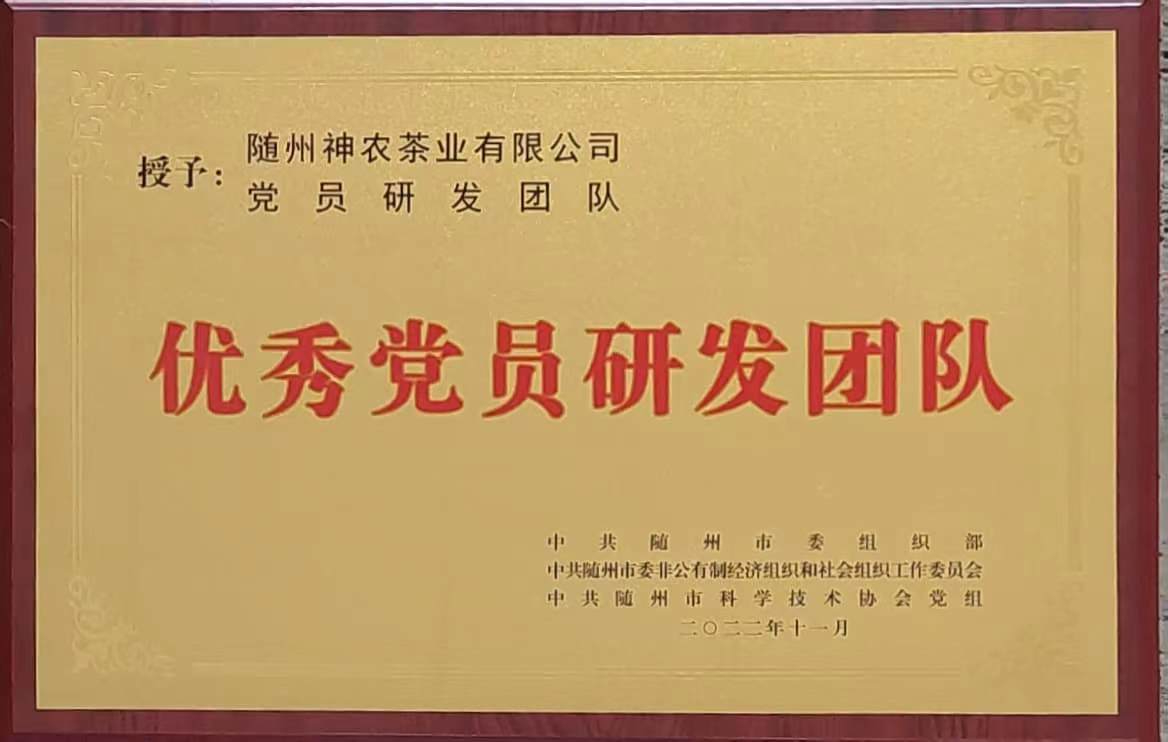 授予：
随州神农茶业有限公司
党员研发团队
优秀党员研发团队
中共随州市委组织部
中共随州市委非公有制经济组织和社会组织工作委员会
中共随州市科学技术协会党组
二〇二二年十一月